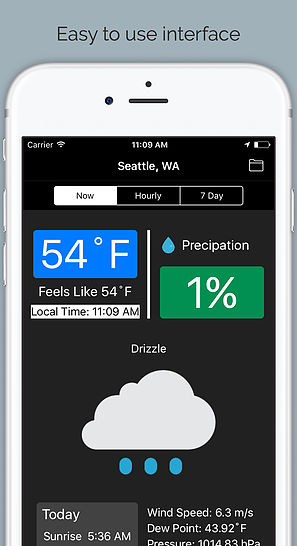 Easy to use interface
Carrier 11:09 AM
Seattle, WA
Now Hourly 7 Day
54°F
Feels Like 54°F
Local Time: 11:09 AM
Precipation
1%
Drizzle
Today
Sunrise 5:36 AM
Wind Speed: 6.3 m/s
Dew Point: 43.92°F
Pressure: 1014.83 hPa